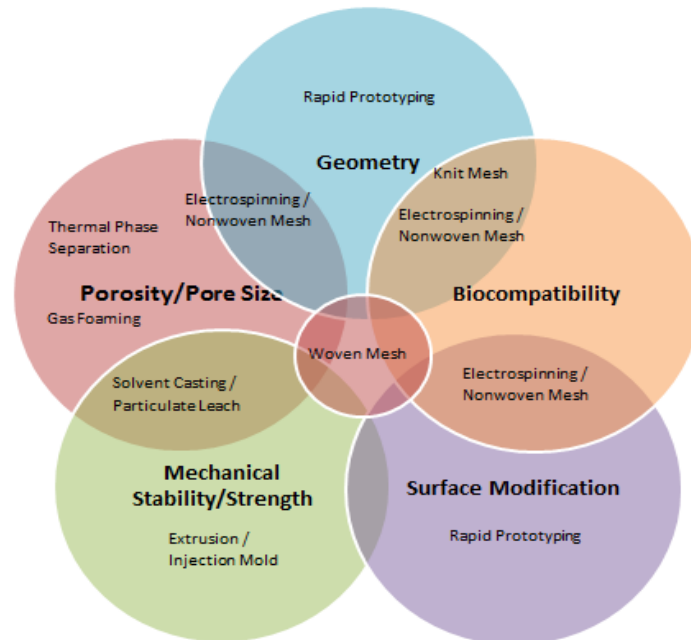 Rapid Prototyping
Geometry
Knit Mesh
Electrospinning /
Nonwoven Mesh
Electrospinning /
Nonwoven Mesh
Thermal Phase
Separation
Porosity/Pore Size
Biocompatibility
Gas Foaming
Woven Mesh
Solvent Casting /
Particulate Leach
Electrospinning /
Nonwoven Mesh
Mechanical
Stability/Strength
Surface Modification
Extrusion /
Injection Mold
Rapid Prototyping